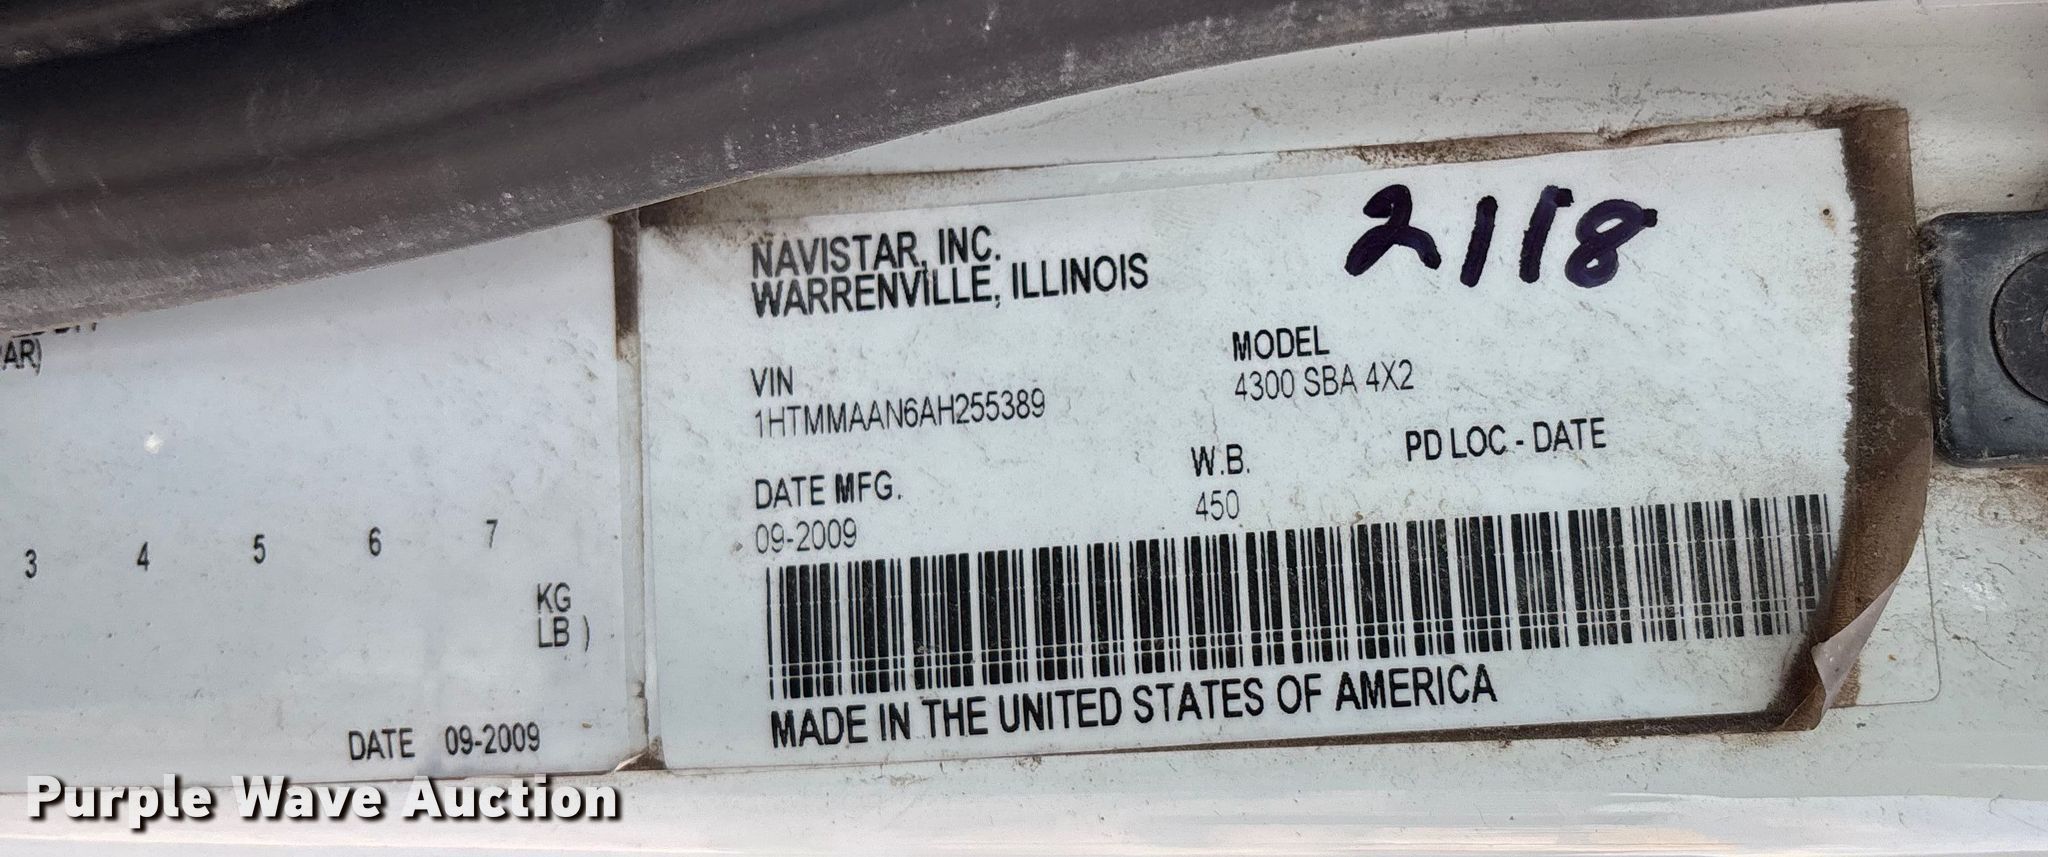 AR)
3 4 5 6 7
KG
LB )
DATE 09-2009
2118
NAVISTAR, INC.
WARRENVILLE, ILLINOIS
VIN
1HTMMAAN6AH255389
MODEL
4300 SBA 4X2
DATE MFG.
09-2009
W.B.
450
PD LOC - DATE
MADE IN THE UNITED STATES OF AMERICA
Purple Wave Auction